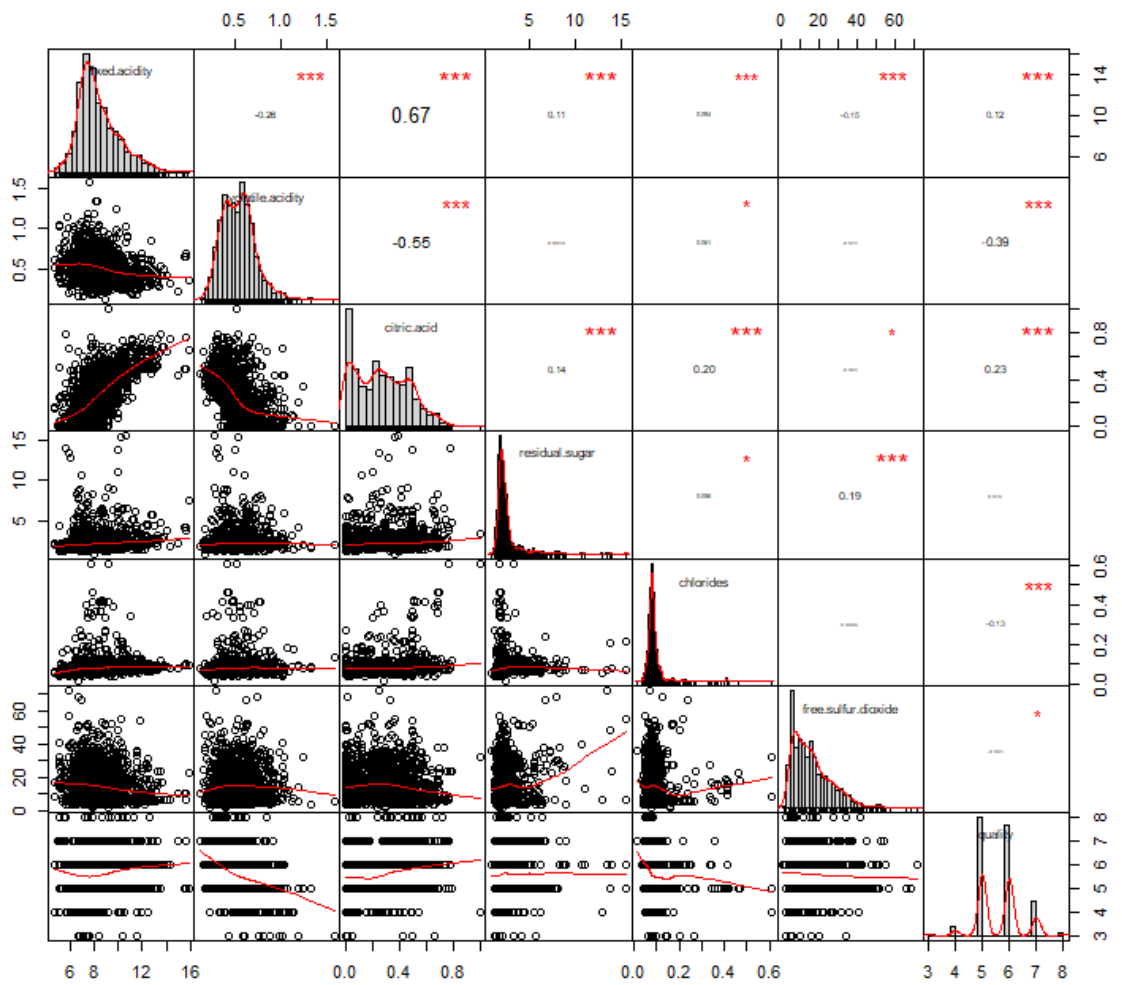 0.5 1.0 1.5 5 10 15 0 20 40 60
xed.acidity *** *** *** *** *** *** 14
-0.26 0.67 0.11 0.094 -0.15 0.12 10
6
1.5 volatile.acidity *** * ***
1.0 -0.55 0.061 -0.39
0.5
citric.acid *** *** * *** 0.8
0.14 0.20 0.23 0.4
0.0
15 residual.sugar * ***
10 0.19
5
chlorides *** 0.6
0.4
-0.13 0.2
0.0
60 free.sulfur.dioxide *
40
20
0
quality 8
7
6
5
4
3
6 8 12 16 0.0 0.4 0.8 0.0 0.2 0.4 0.6 3 4 5 6 7 8